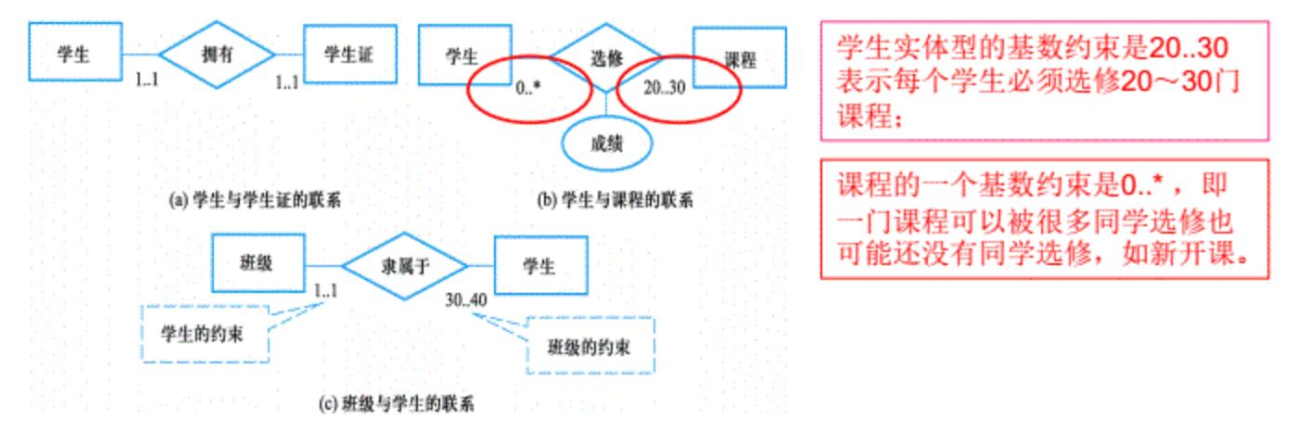 学生
拥有
学生证
1..1
1..1
(a) 学生与学生证的联系
学生
选修
课程
0..*
20..30
成绩
(b) 学生与课程的联系
班级
隶属于
学生
1..1
30..40
学生的约束
班级的约束
(c) 班级与学生的联系
学生实体型的基数约束是20..30
表示每个学生必须选修20～30门
课程；
课程的一个基数约束是0..* ，即
一门课程可以被很多同学选修也
可能还没有同学选修，如新开课。